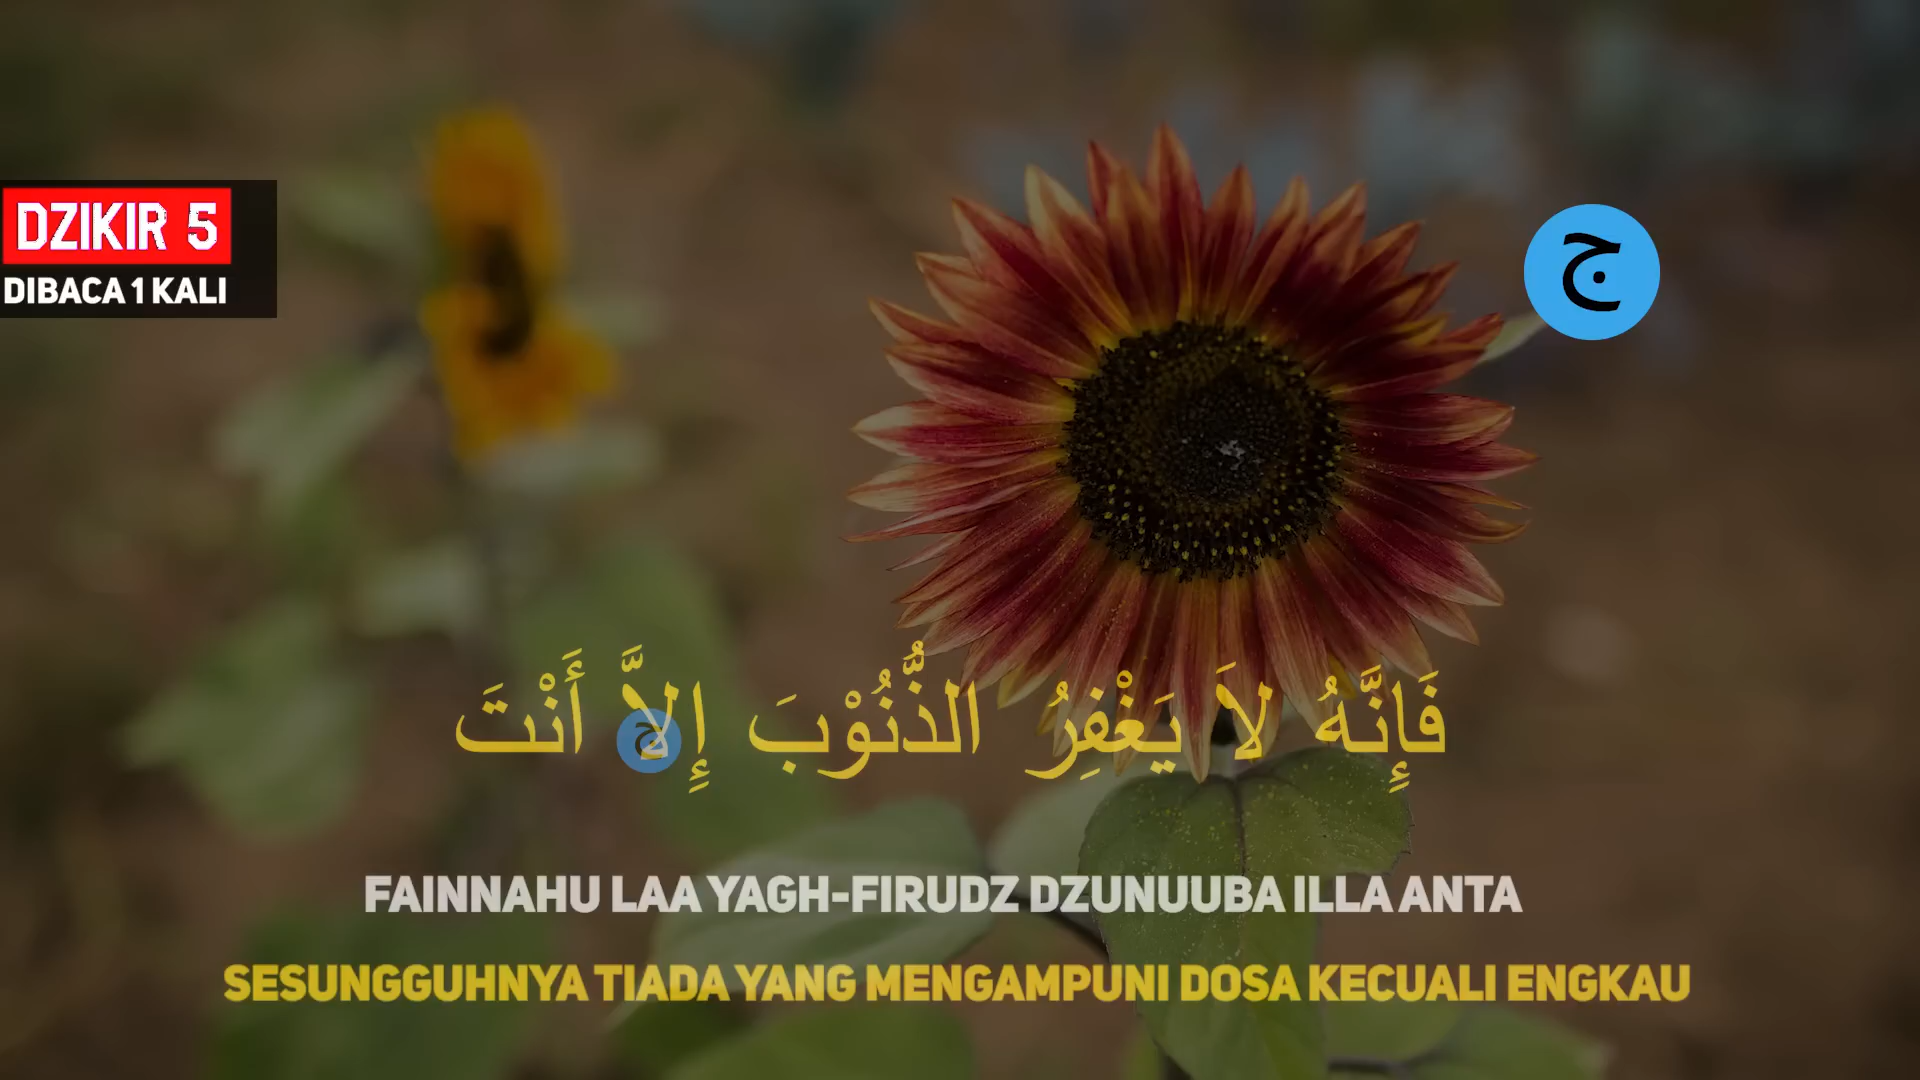 DZIKIR 5
DIBACA 1 KALI
ج
فَإِنَّهُ لاَ يَغْفِرُ الذُّنُوْبَ إِلاَّ أَنْتَ
ج
FAINNAHU LAA YAGH-FIRUDZ DZUNUUBA ILLA ANTA
SESUNGGUHNYA TIADA YANG MENGAMPUNI DOSA KECUALI ENGKAU